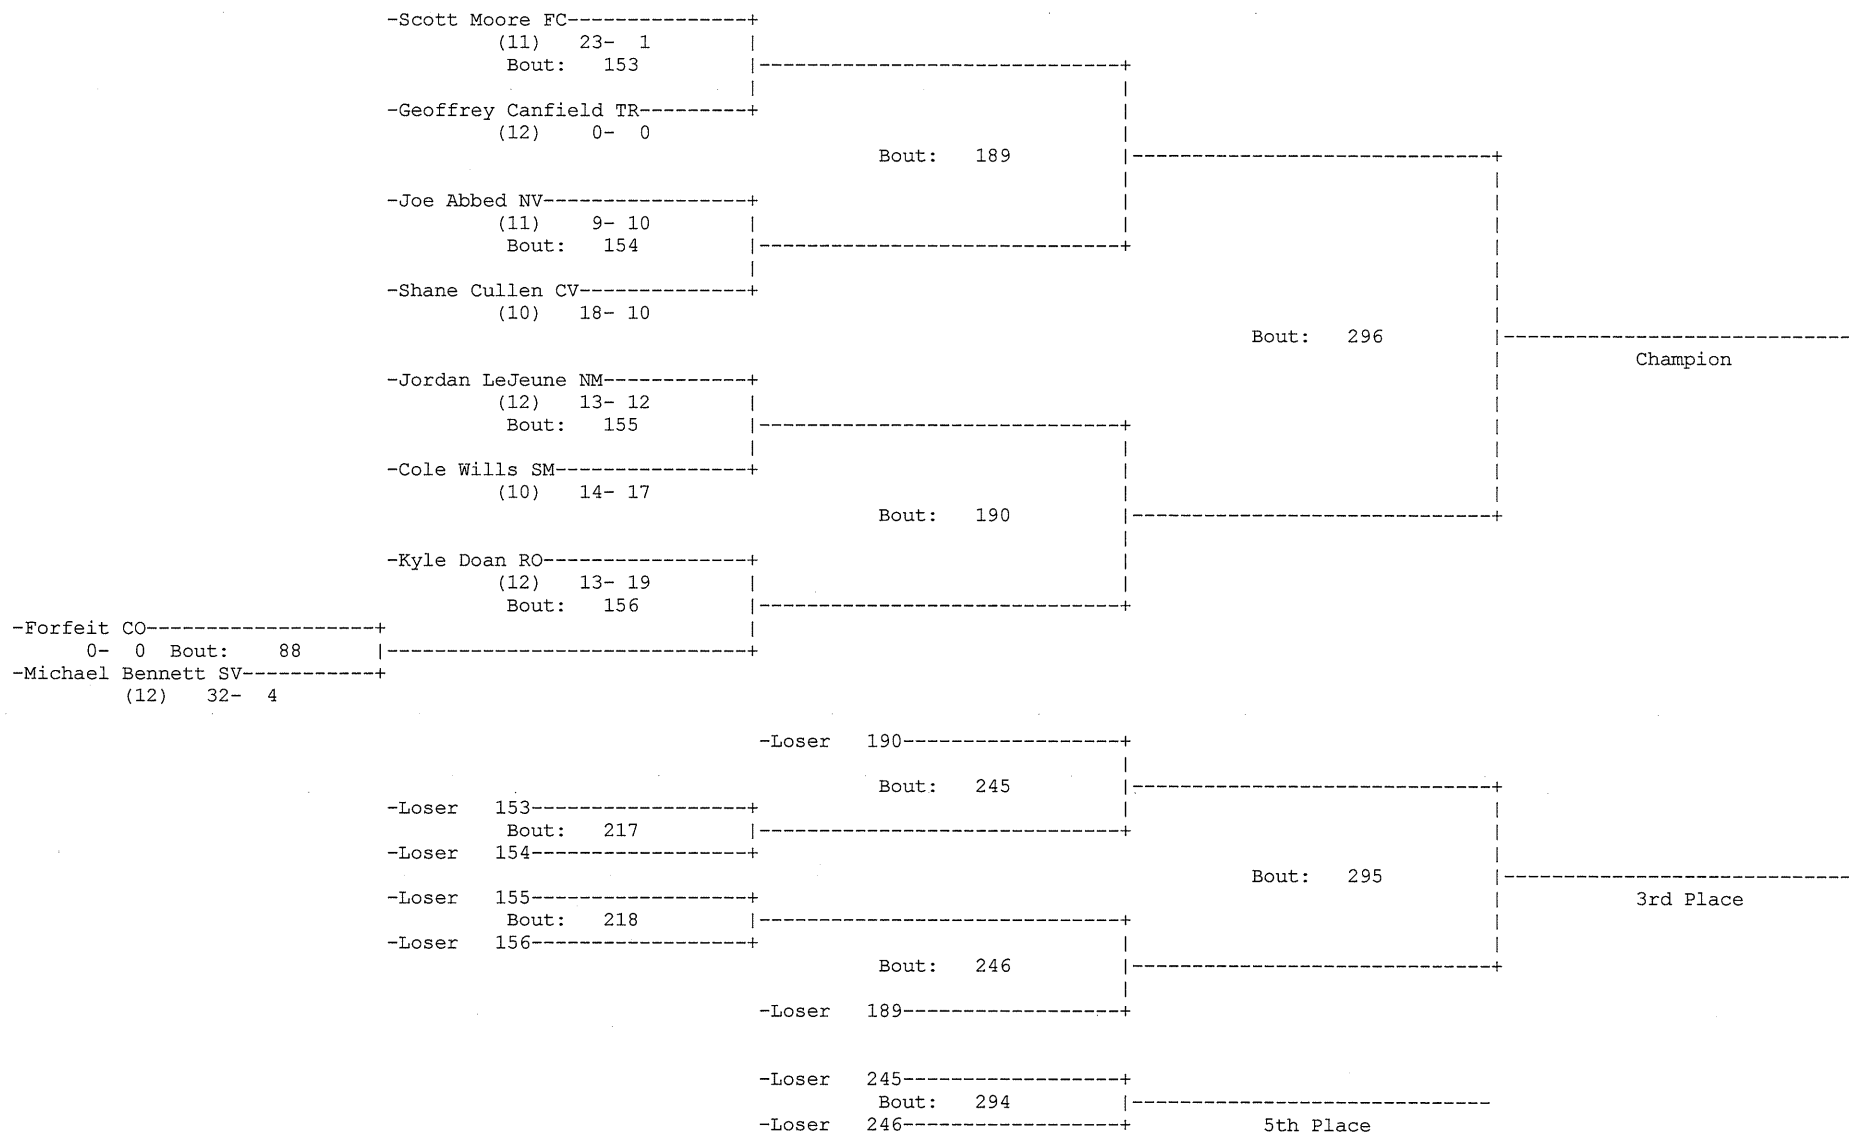 -Scott Moore FC---------------+
(11) 23- 1 |
Bout: 153 |------------------------------+
-Geoffrey Canfield TR---------+
(12) 0- 0
Bout: 189 |------------------------------+
-Joe Abbed NV-----------------+
(11) 9- 10 |
Bout: 154 |------------------------------+
-Shane Cullen CV--------------+
(10) 18- 10
Bout: 296 |-----------------------------
Champion
-Jordan LeJeune NM------------+
(12) 13- 12 |
Bout: 155 |------------------------------+
-Cole Wills SM----------------+
(10) 14- 17
Bout: 190 |------------------------------+
-Kyle Doan RO-----------------+
(12) 13- 19 |
Bout: 156 |------------------------------+
-Forfeit CO-------------------+
0- 0 Bout: 88 |------------------------------+
-Michael Bennett SV-----------+
(12) 32- 4
-Loser 190------------------+
Bout: 245 |------------------------------+
-Loser 153------------------+
Bout: 217 |------------------------------+
-Loser 154------------------+
Bout: 295 |-----------------------------
-Loser 155------------------+
3rd Place
Bout: 218 |------------------------------+
-Loser 156------------------+
Bout: 246 |------------------------------+
-Loser 189------------------+
-Loser 245------------------+
Bout: 294 |------------------------------
-Loser 246------------------+ 5th Place